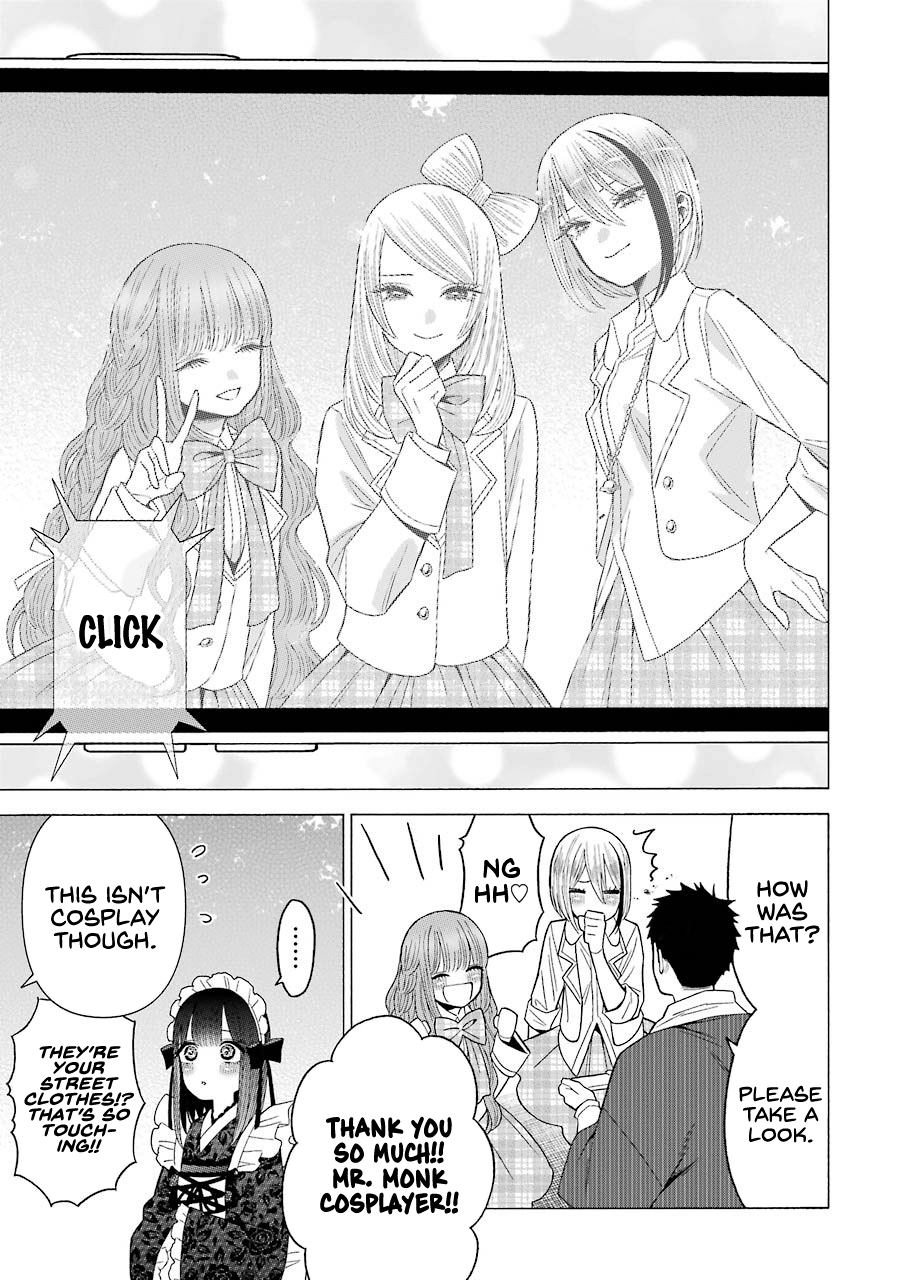 CLICK
HOW
WAS
THAT?
PLEASE
TAKE A
LOOK.
NG
HH♡
THANK YOU
SO MUCH!!
MR. MONK
COSPLAYER!!
......
THIS ISN'T
COSPLAY
THOUGH.
THEY'RE
YOUR
STREET
CLOTHES!?
THAT'S SO
TOUCH-
ING!!